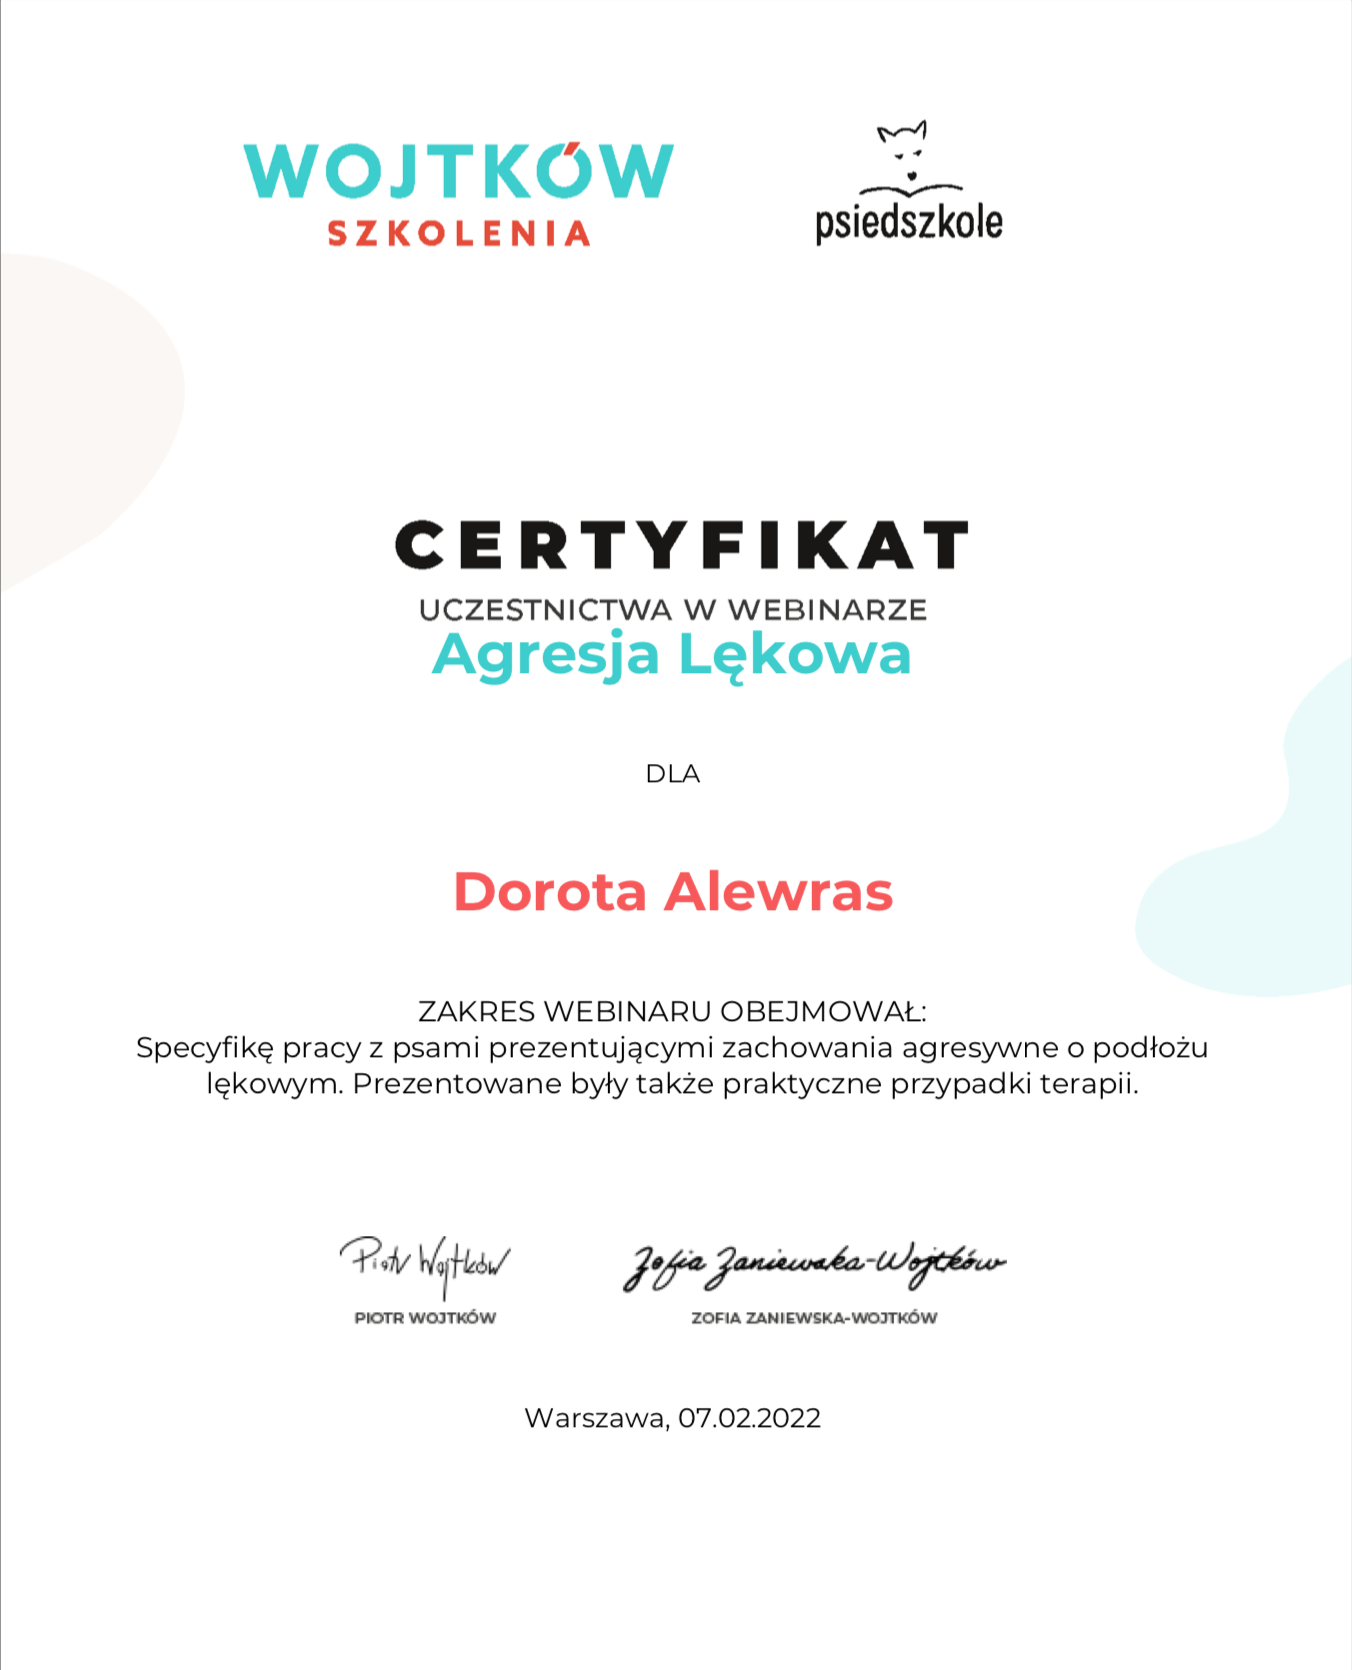 WOJTKÓW
SZKOLENIA
psiedszkole
CERTYFIKAT
UCZESTNICTWA W WEBINARZE
Agresja Lękowa
DLA
Dorota Alewras
ZAKRES WEBINARU OBEJMOWAŁ:
Specyfikę pracy z psami prezentującymi zachowania agresywne o podłożu
lękowym. Prezentowane były także praktyczne przypadki terapii.
Piotr Wojtków
Zofia Zaniewska-Wojtków
PIOTR WOJTKÓW
ZOFIA ZANIEWSKA-WOJTKÓW
Warszawa, 07.02.2022